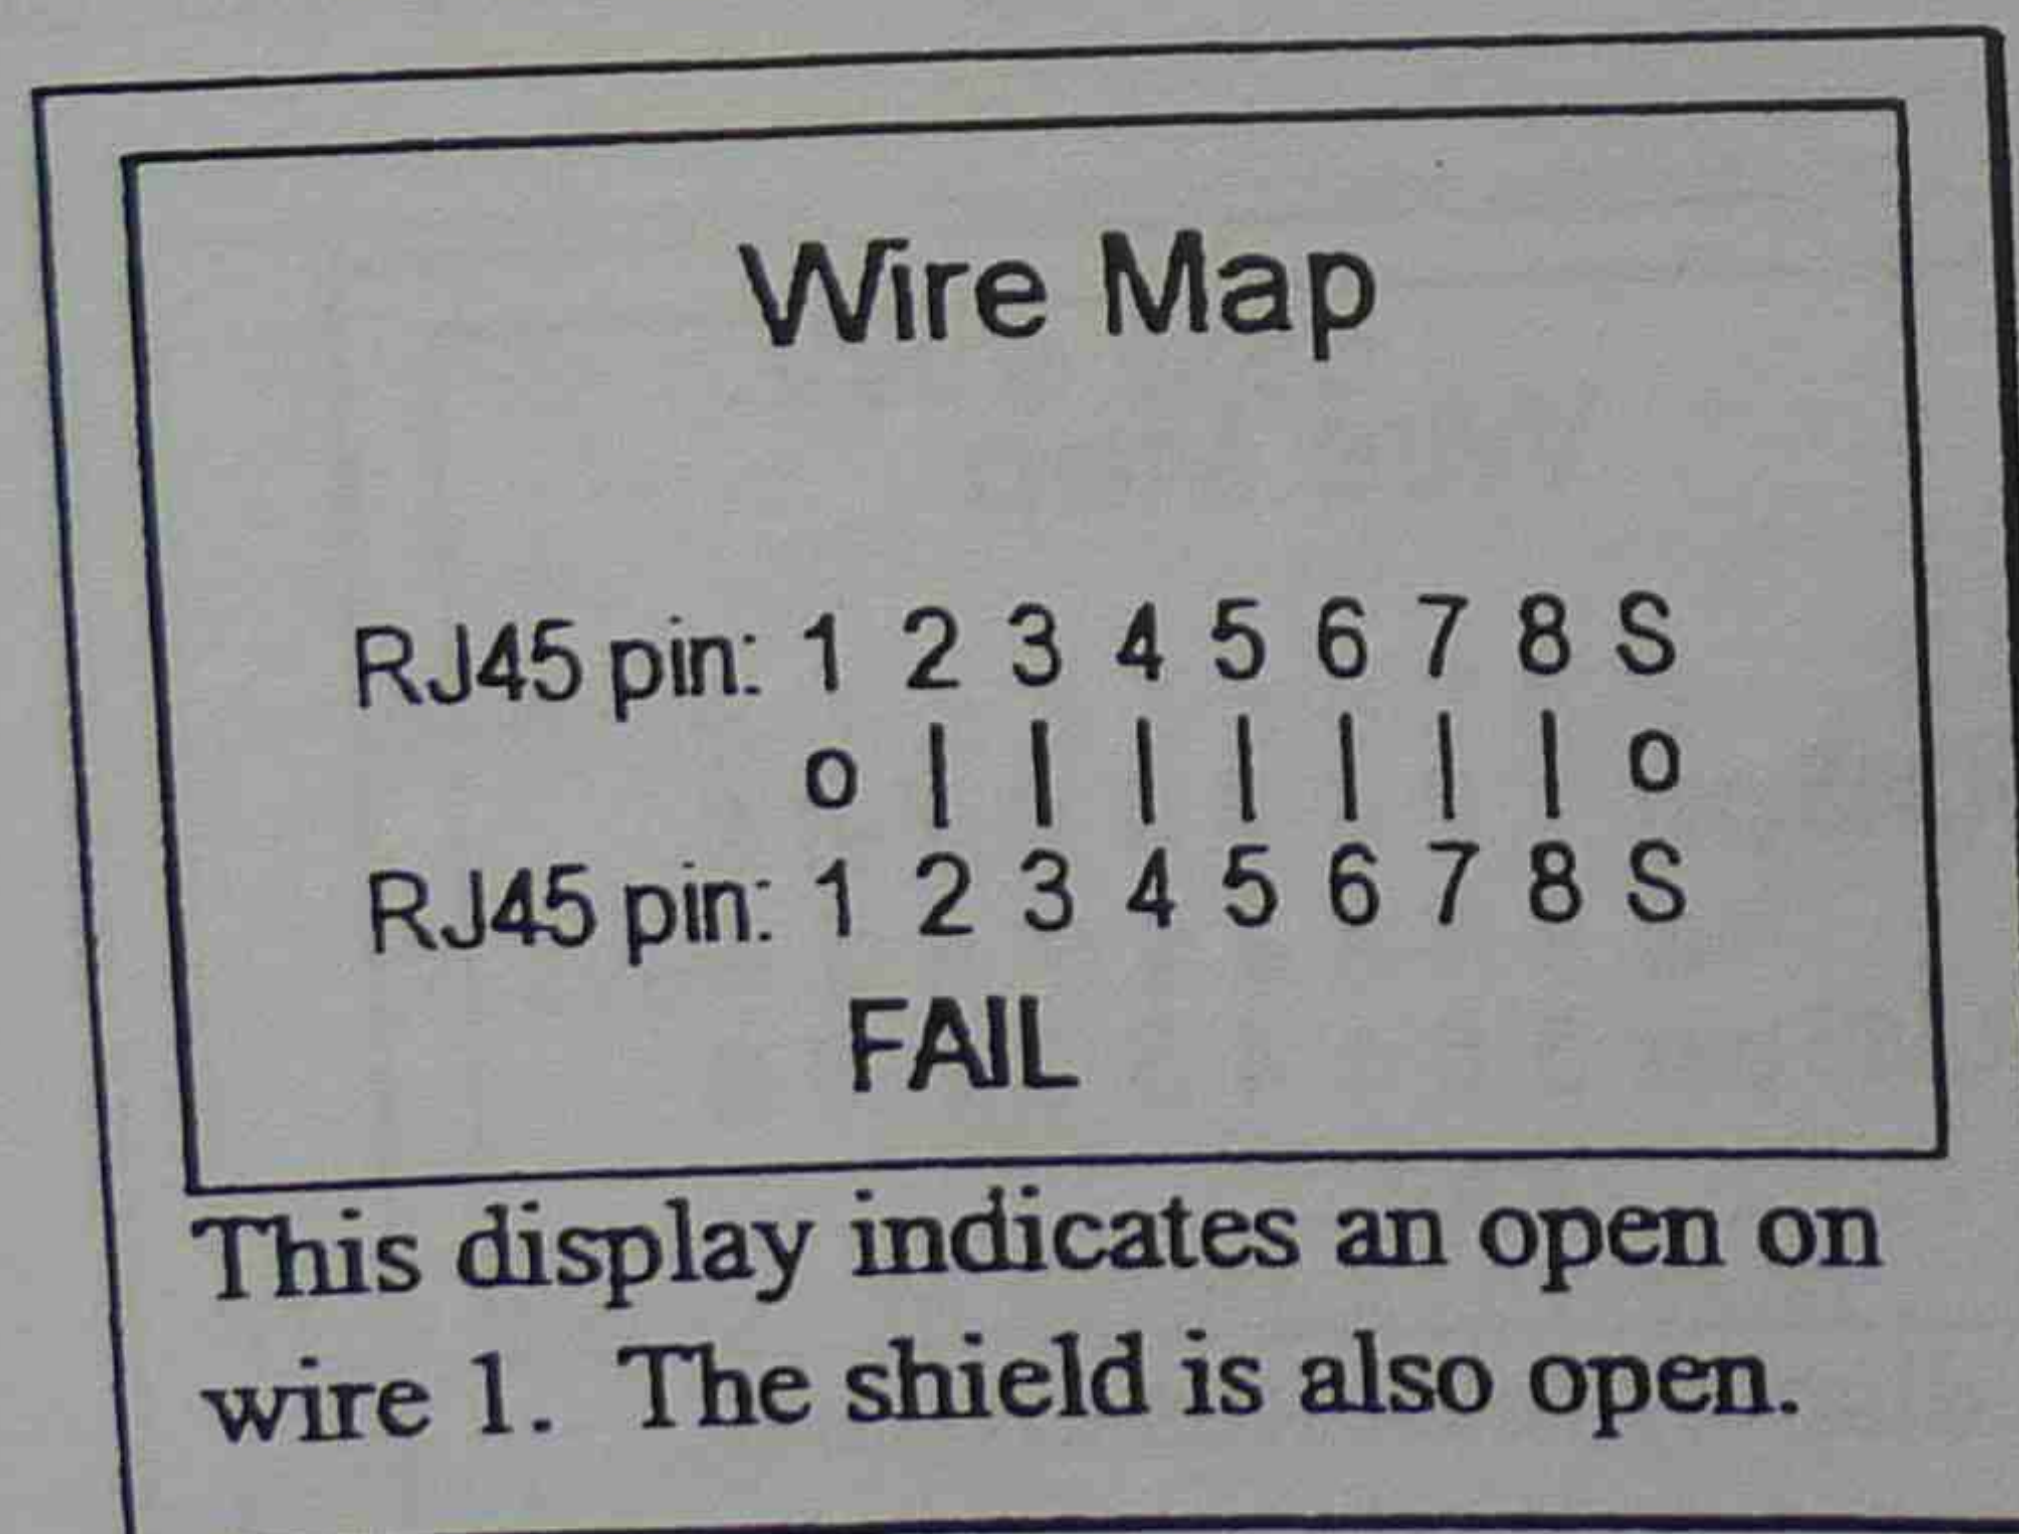 Wire Map
RJ45 pin: 1 2 3 4 5 6 7 8 S
o | | | | | | | o
RJ45 pin: 1 2 3 4 5 6 7 8 S
FAIL
This display indicates an open on
wire 1. The shield is also open.